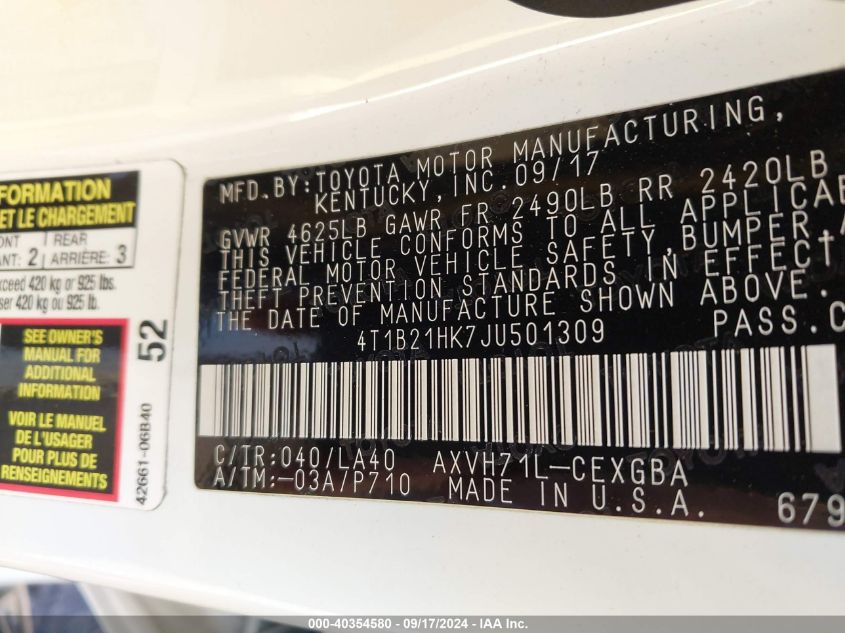 FORMATION
ET LE CHARGEMENT
ONT | REAR
ANT: 2 | ARRIÈRE: 3
xceed 420 kg or 925 lbs.
ser 420 kg ou 925 lb.
SEE OWNER'S
MANUAL FOR
ADDITIONAL
INFORMATION
VOIR LE MANUEL
DE L'USAGER
POUR PLUS DE
RENSEIGNEMENTS
52
42661-06B40
MFD.BY:TOYOTA MOTOR MANUFACTURING,
KENTUCKY,INC.09/17
GVWR 4625LB GAWR FR 2490LB RR 2420LB
THIS VEHICLE CONFORMS TO ALL APPLICAB
FEDERAL MOTOR VEHICLE SAFETY,BUMPER,A
THEFT PREVENTION STANDARDS IN EFFECT
THE DATE OF MANUFACTURE SHOWN ABOVE.
4T1B21HK7JU501309 PASS.C
C/TR:040/LA40 AXVH71L-CEXGBA
A/TM:-03A/P710 MADE IN U.S.A. 679
000-40354580 - 09/17/2024 - IAA Inc.